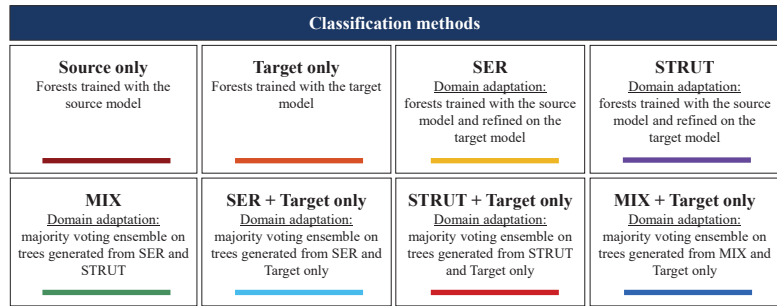 Classification methods
Source only
Forests trained with the
source model
Target only
Forests trained with the target
model
SER
Domain adaptation:
forests trained with the source
model and refined on the
target model
STRUT
Domain adaptation:
forests trained with the source
model and refined on the
target model
MIX
Domain adaptation:
majority voting ensemble on
trees generated from SER and
STRUT
SER + Target only
Domain adaptation:
majority voting ensemble on
trees generated from SER and
Target only
STRUT + Target only
Domain adaptation:
majority voting ensemble on
trees generated from STRUT
and Target only
MIX + Target only
Domain adaptation:
majority voting ensemble on
trees generated from MIX and
Target only